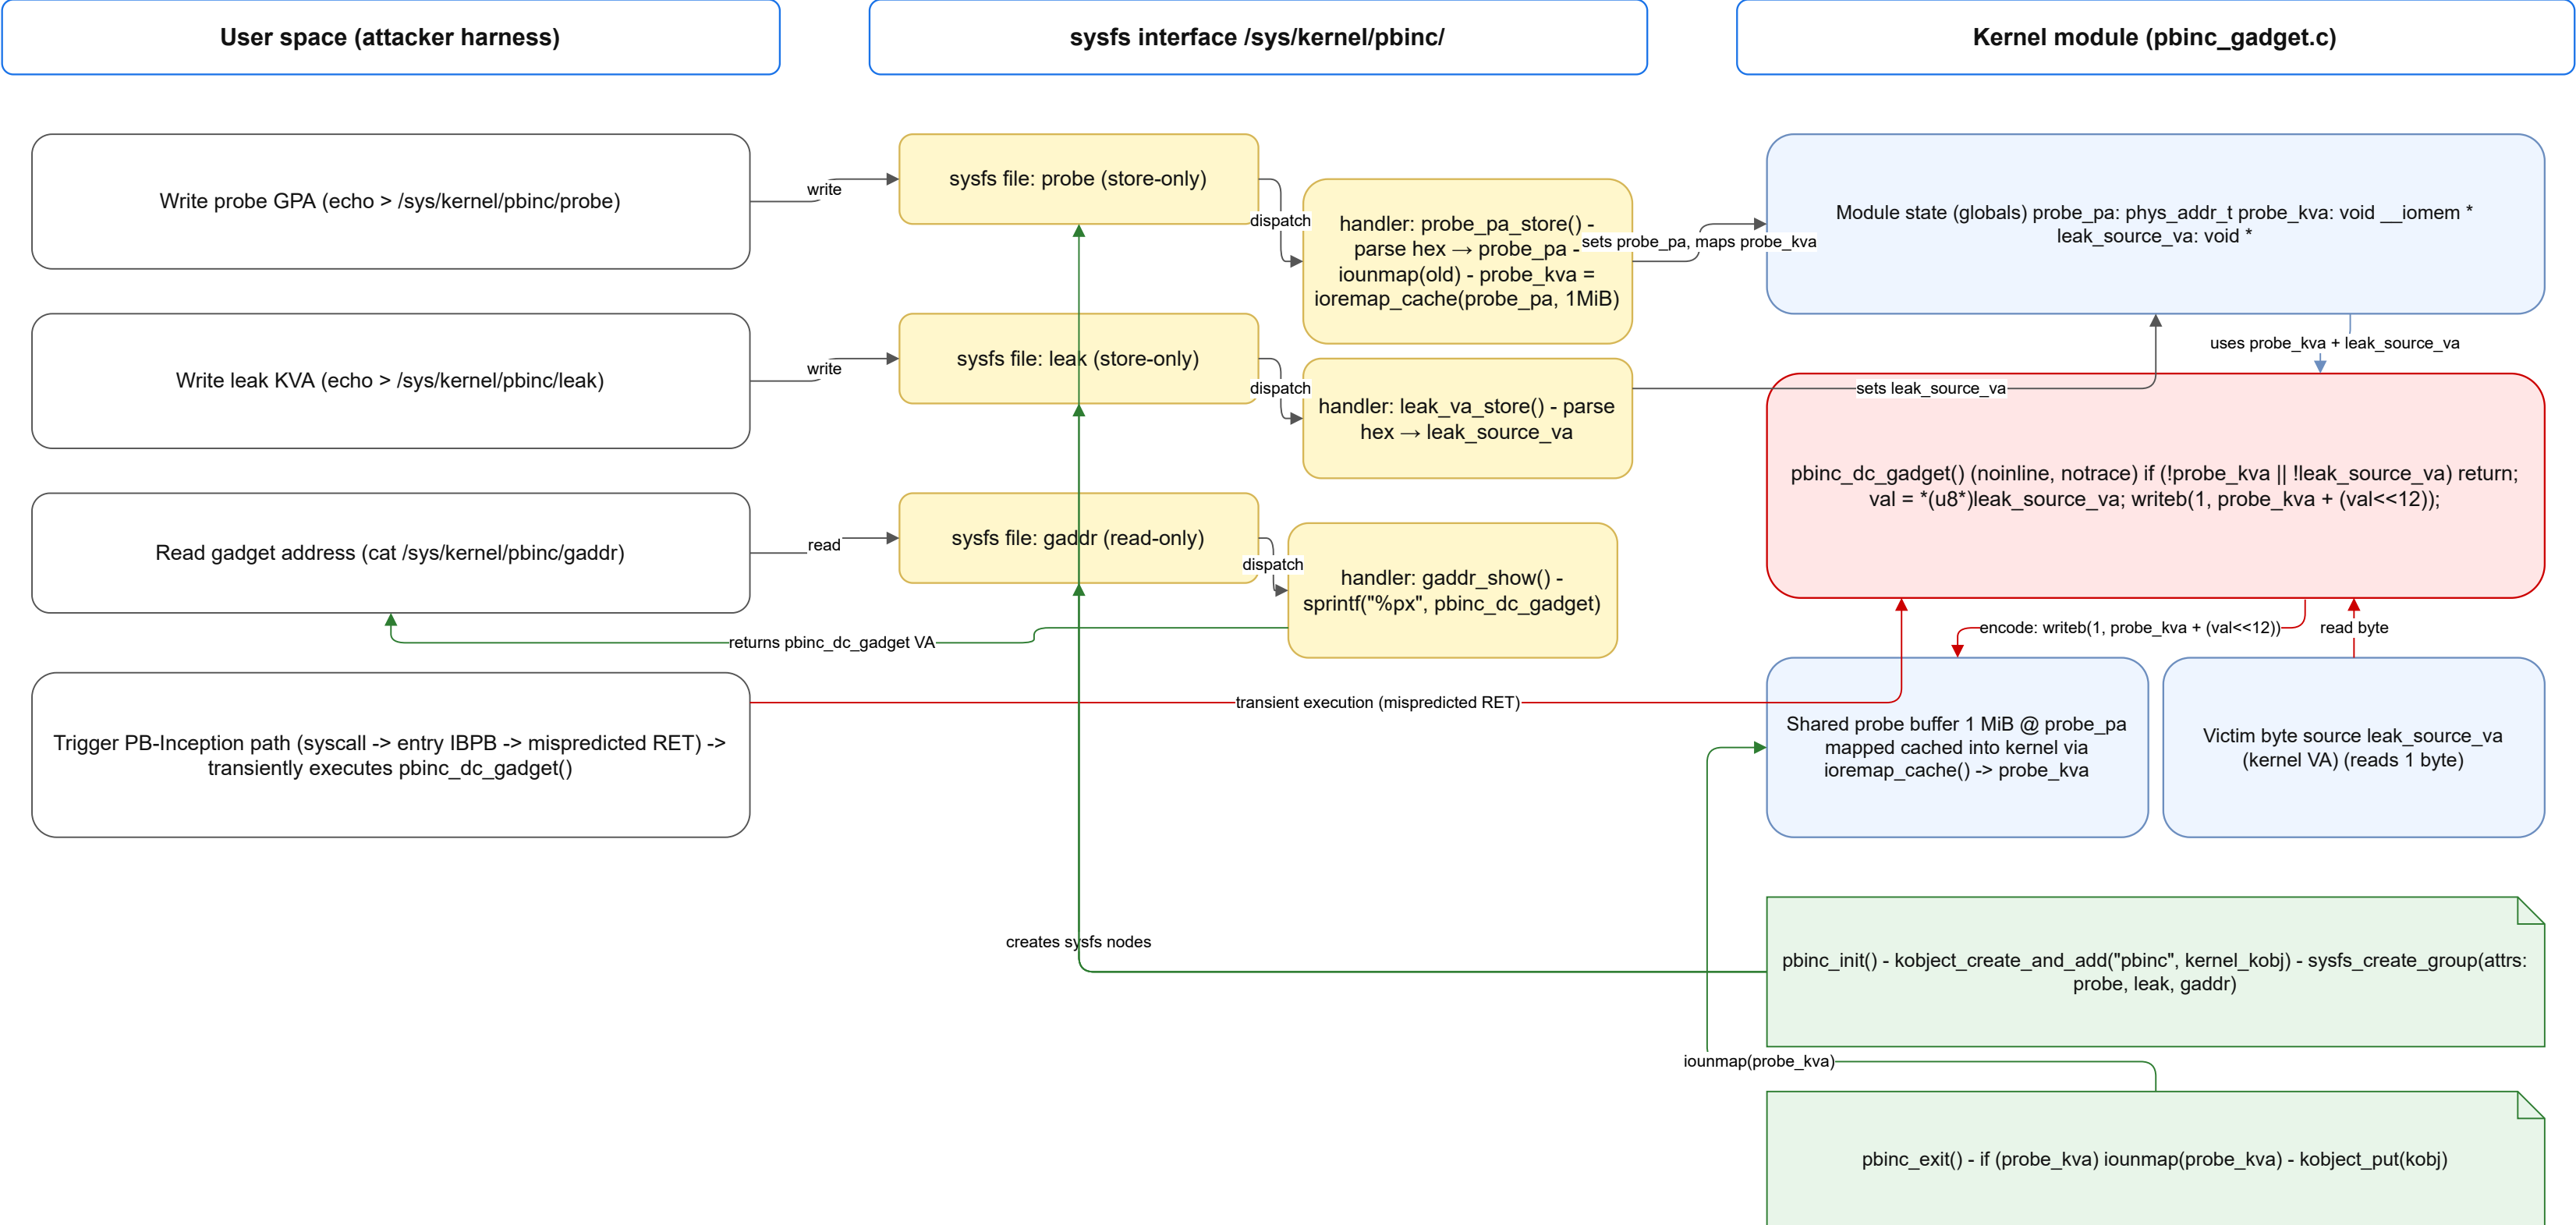 User space (attacker harness)
sysfs interface /sys/kernel/pbinc/
Kernel module (pbinc_gadget.c)
Write probe GPA (echo > /sys/kernel/pbinc/probe)
write
sysfs file: probe (store-only)
dispatch
handler: probe_pa_store() -
parse hex → probe_pa -
iounmap(old) - probe_kva =
ioremap_cache(probe_pa, 1MiB)
sets probe_pa, maps probe_kva
Module state (globals) probe_pa: phys_addr_t probe_kva: void __iomem *
leak_source_va: void *
uses probe_kva + leak_source_va
Write leak KVA (echo > /sys/kernel/pbinc/leak)
write
sysfs file: leak (store-only)
dispatch
handler: leak_va_store() - parse
hex → leak_source_va
sets leak_source_va
pbinc_dc_gadget() (noinline, notrace) if (!probe_kva || !leak_source_va) return;
val = *(u8*)leak_source_va; writeb(1, probe_kva + (val<<12));
Read gadget address (cat /sys/kernel/pbinc/gaddr)
read
sysfs file: gaddr (read-only)
dispatch
handler: gaddr_show() -
sprintf("%px", pbinc_dc_gadget)
returns pbinc_dc_gadget VA
encode: writeb(1, probe_kva + (val<<12))
read byte
Trigger PB-Inception path (syscall -> entry IBPB -> mispredicted RET) ->
transiently executes pbinc_dc_gadget()
transient execution (mispredicted RET)
Shared probe buffer 1 MiB @ probe_pa
mapped cached into kernel via
ioremap_cache() -> probe_kva
Victim byte source leak_source_va
(kernel VA) (reads 1 byte)
creates sysfs nodes
pbinc_init() - kobject_create_and_add("pbinc", kernel_kobj) - sysfs_create_group(attrs:
probe, leak, gaddr)
iounmap(probe_kva)
pbinc_exit() - if (probe_kva) iounmap(probe_kva) - kobject_put(kobj)